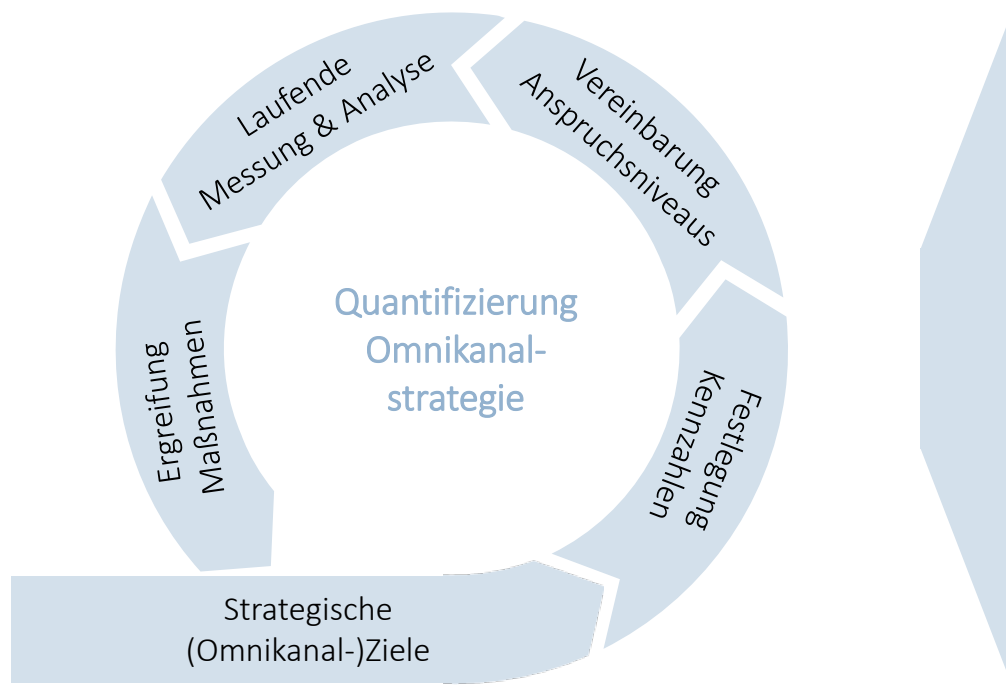 Laufende
Messung & Analyse
Vereinbarung
Anspruchsniveaus
Quantifizierung
Omnikanal-
strategie
Ergreifung
Maßnahmen
Festlegung
Kennzahlen
Strategische
(Omnikanal-)Ziele